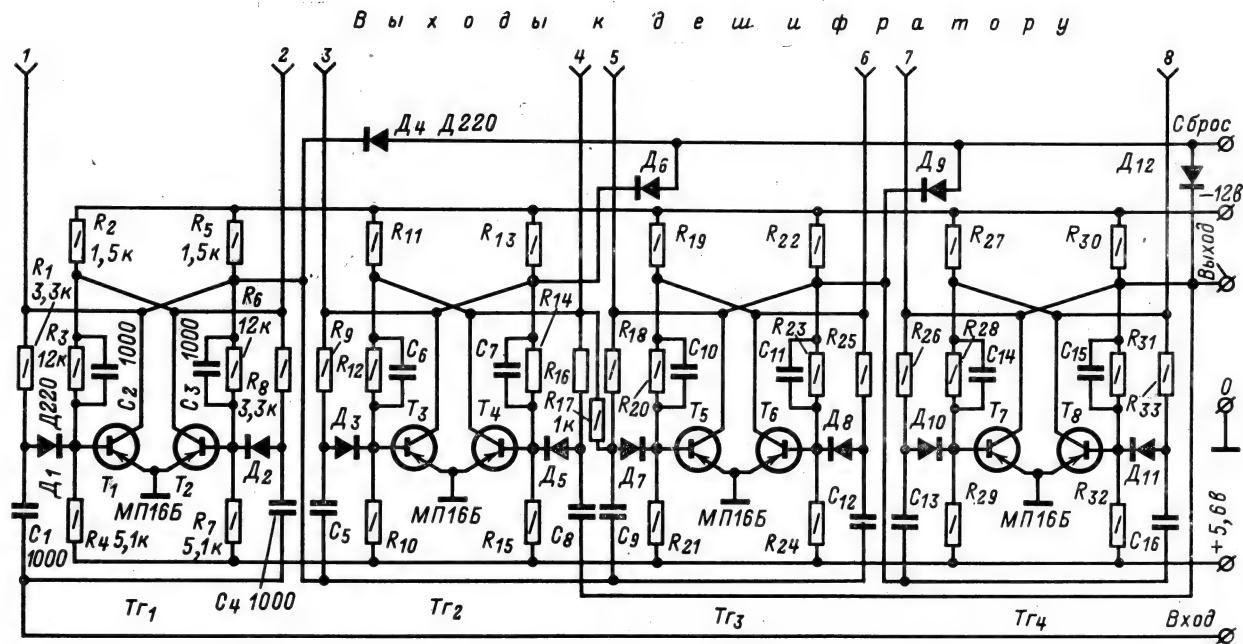 Выходы к дешифратору
1 2 3 4 5 6 7 8
Д4 Д220 Д6 Д9 Д12 Сброс
–12в
R2 1,5к R5 1,5к R11 R13 R19 R22 R27 R30
Выход
R1 3,3к R6 12к R14
R3 12к C2 1000 C3 1000 R8 3,3к R9 R12 C6 C7 R16 R17 1к R18 R20 C10 R23 C11 R25 R26 R28 C14 C15 R31 R33
0
Д1 Д220 T1 T2 Д2 Д3 T3 T4 Д5 Д7 T5 T6 Д8 Д10 T7 T8 Д11
МП16Б МП16Б МП16Б МП16Б
C1 1000 R4 5,1к R7 5,1к C4 1000 C5 R10 R15 C8 C9 R21 R24 C12 C13 R29 R32 C16
+5,6в
Тг1 Тг2 Тг3 Тг4 Вход